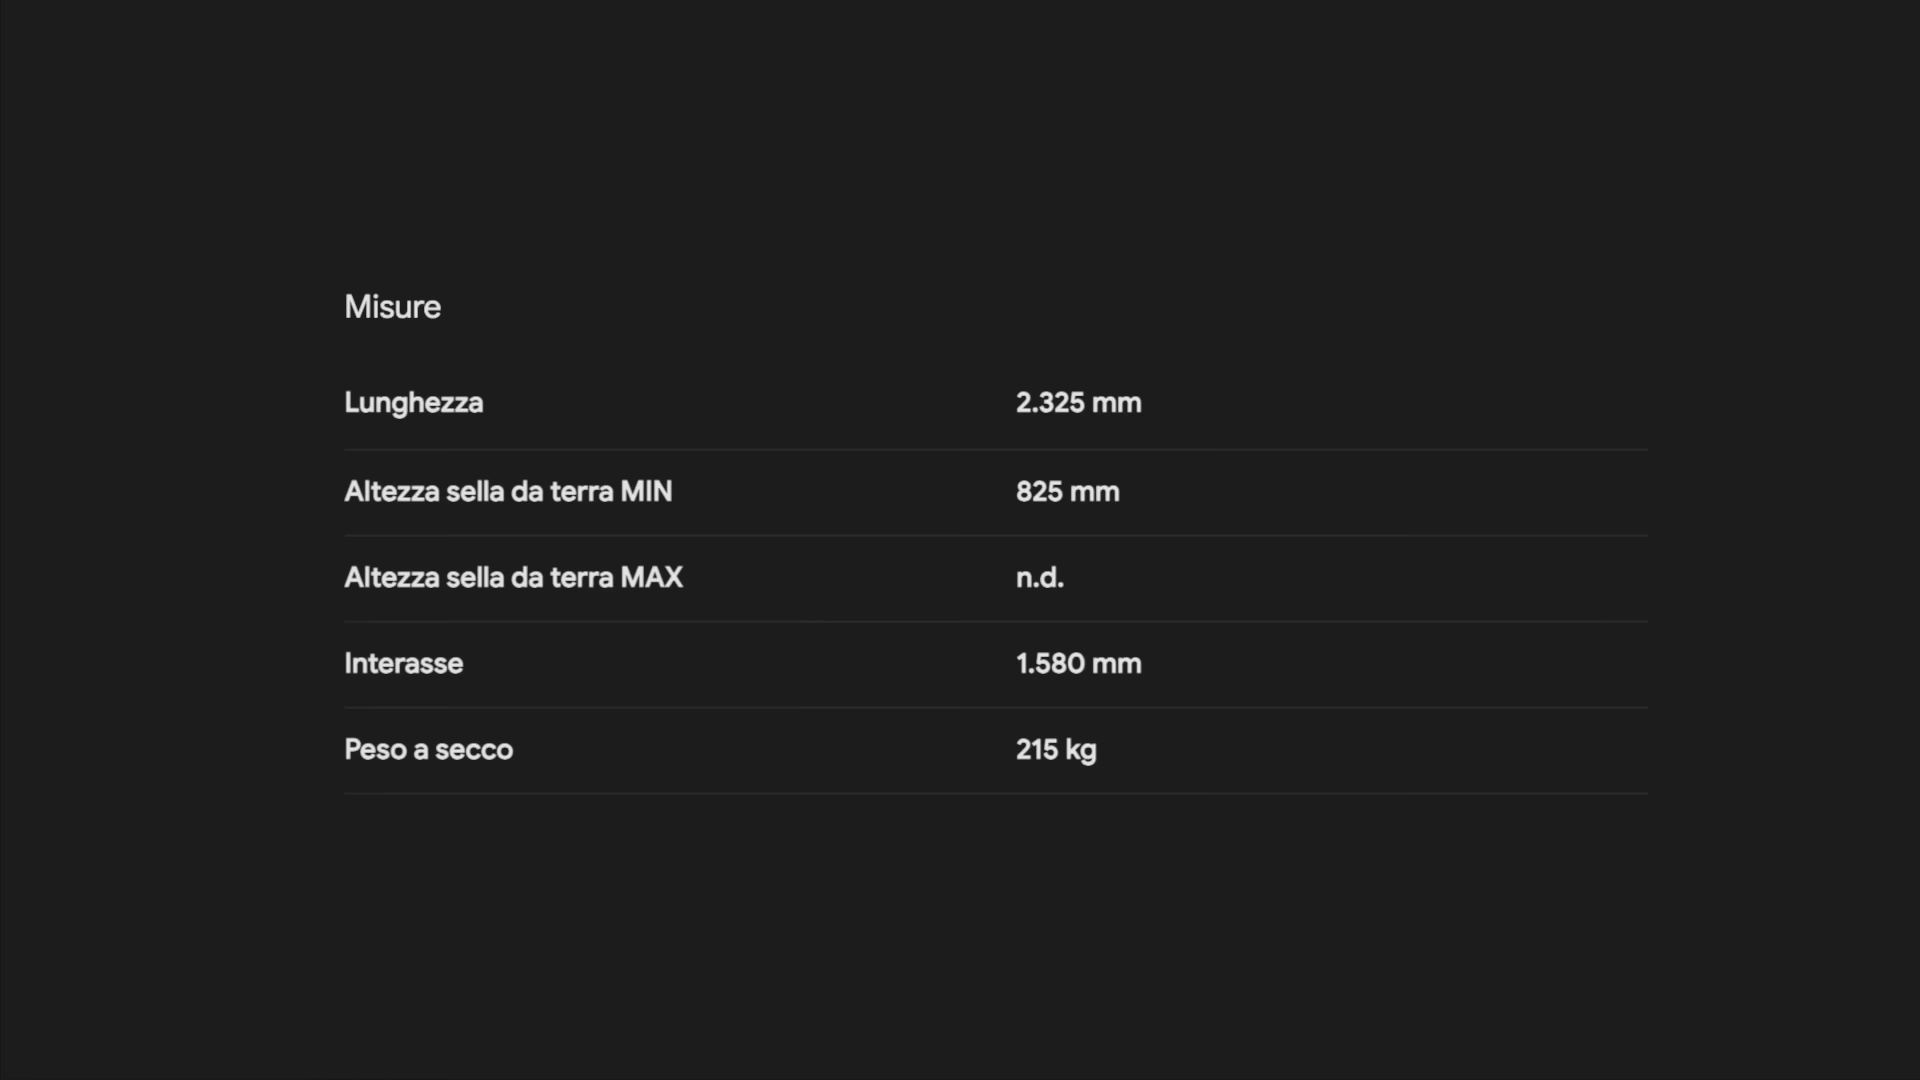 Misure
Lunghezza 2.325 mm
Altezza sella da terra MIN 825 mm
Altezza sella da terra MAX n.d.
Interasse 1.580 mm
Peso a secco 215 kg